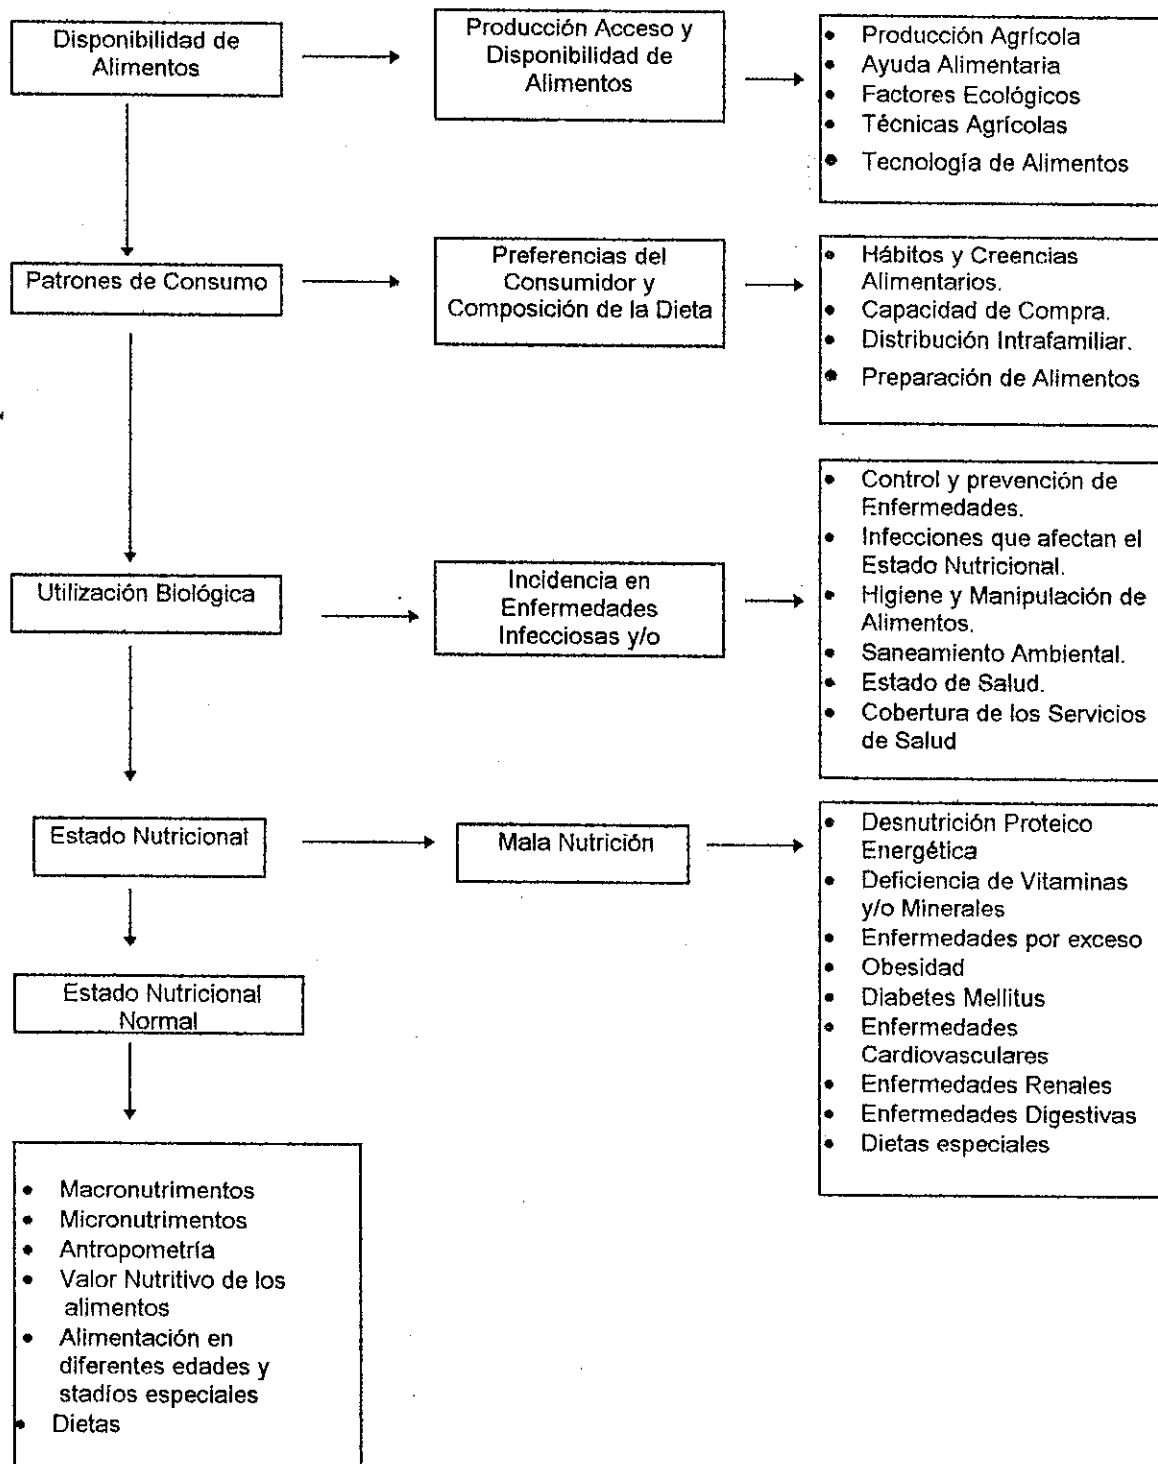 Disponibilidad de
Alimentos
Producción Acceso y
Disponibilidad de
Alimentos
• Producción Agrícola
• Ayuda Alimentaria
• Factores Ecológicos
• Técnicas Agrícolas
• Tecnología de Alimentos
Patrones de Consumo
Preferencias del
Consumidor y
Composición de la Dieta
• Hábitos y Creencias
Alimentarios.
• Capacidad de Compra.
• Distribución Intrafamiliar.
• Preparación de Alimentos
Utilización Biológica
Incidencia en
Enfermedades
Infecciosas y/o
• Control y prevención de
Enfermedades.
• Infecciones que afectan el
Estado Nutricional.
• Higiene y Manipulación de
Alimentos.
• Saneamiento Ambiental.
• Estado de Salud.
• Cobertura de los Servicios
de Salud
Estado Nutricional
Mala Nutrición
• Desnutrición Proteico
Energética
• Deficiencia de Vitaminas
y/o Minerales
• Enfermedades por exceso
• Obesidad
• Diabetes Mellitus
• Enfermedades
Cardiovasculares
• Enfermedades Renales
• Enfermedades Digestivas
• Dietas especiales
Estado Nutricional
Normal
• Macronutrimentos
• Micronutrimentos
• Antropometría
• Valor Nutritivo de los
alimentos
• Alimentación en
diferentes edades y
stadíos especiales
• Dietas